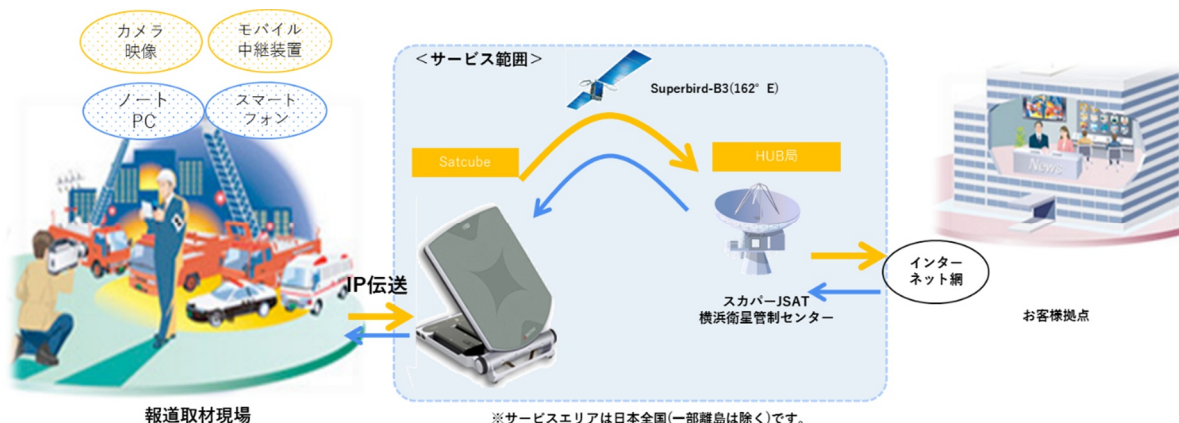 カメラ
映像
モバイル
中継装置
ノート
PC
スマート
フォン
＜サービス範囲＞
Superbird-B3(162°E)
Satcube
HUB局
News
IP伝送
スカパーJSAT
横浜衛星管制センター
インター
ネット網
お客様拠点
報道取材現場
※サービスエリアは日本全国(一部離島は除く)です。